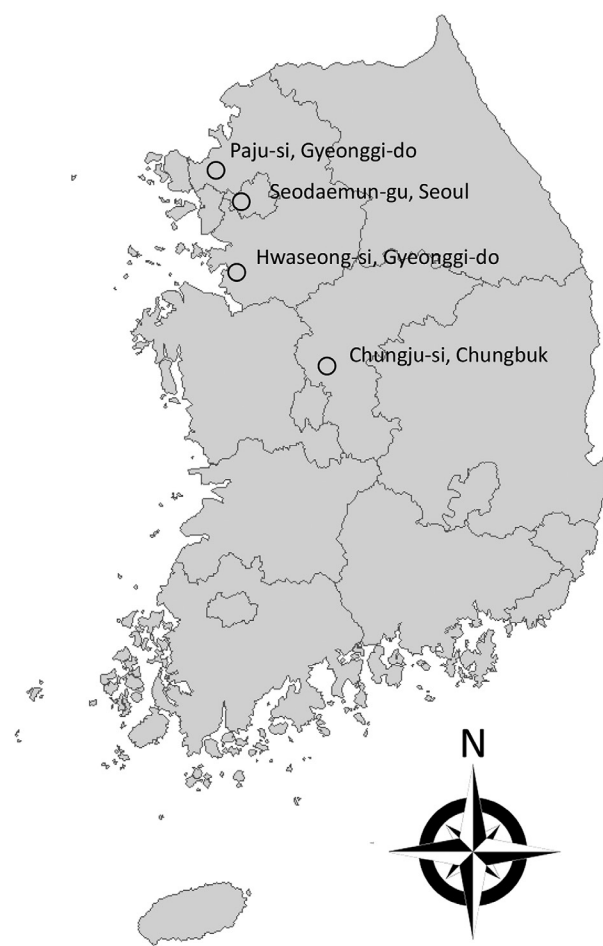 Paju-si, Gyeonggi-do
Seodaemun-gu, Seoul
Hwaseong-si, Gyeonggi-do
Chungju-si, Chungbuk
N